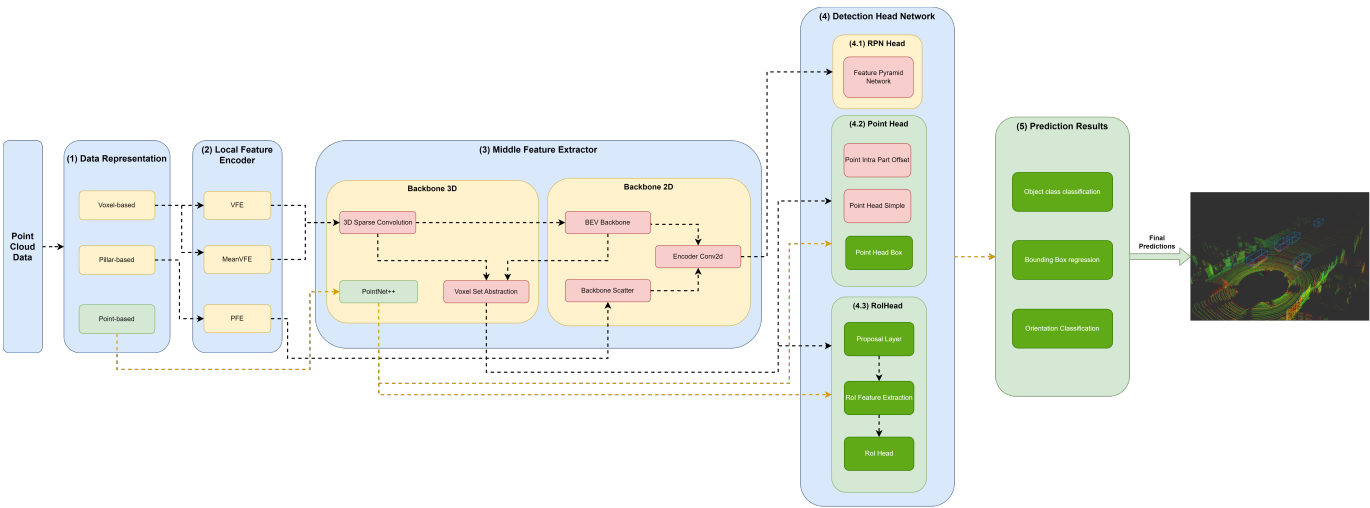 Point
Cloud
Data
(1) Data Representation
Voxel-based
Pillar-based
Point-based
(2) Local Feature
Encoder
VFE
MeanVFE
PFE
(3) Middle Feature Extractor
Backbone 3D
3D Sparse Convolution
PointNet++
Voxel Set Abstraction
Backbone 2D
BEV Backbone
Encoder Conv2d
Backbone Scatter
(4) Detection Head Network
(4.1) RPN Head
Feature Pyramid
Network
(4.2) Point Head
Point Intra Part Offset
Point Head Simple
Point Head Box
(4.3) RoIHead
Proposal Layer
RoI Feature Extraction
RoI Head
(5) Prediction Results
Object class classification
Bounding Box regression
Orientation Classification
Final
Predictions